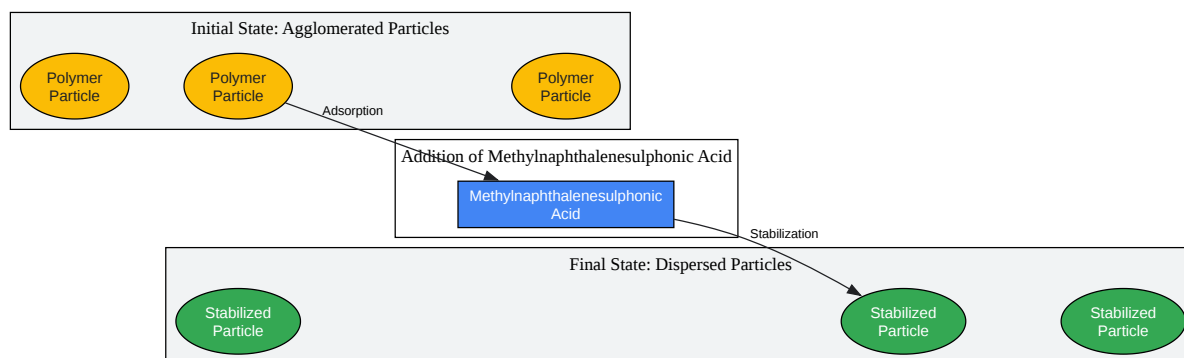 Initial State: Agglomerated Particles
Polymer
Particle
Polymer
Particle
Polymer
Particle
Adsorption
Addition of Methylnaphthalenesulphonic Acid
Methylnaphthalenesulphonic
Acid
Stabilization
Final State: Dispersed Particles
Stabilized
Particle
Stabilized
Particle
Stabilized
Particle